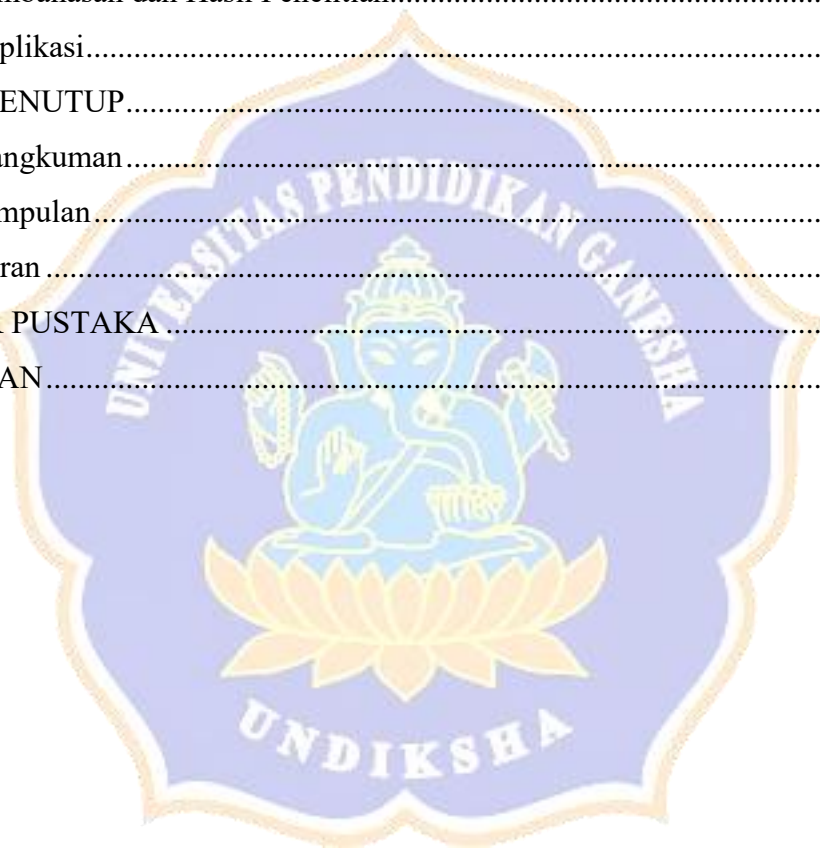 mbahasan dan Hasil Penelitian..........................................................
plikasi...............................................................................................
ENUTUP..........................................................................................
angkuman..........................................................................................
mpulan..............................................................................................
ran....................................................................................................
PUSTAKA.....................................................................................
AN....................................................................................................
UNIVERSITAS PENDIDIKAN GANESHA
UNDIKSHA